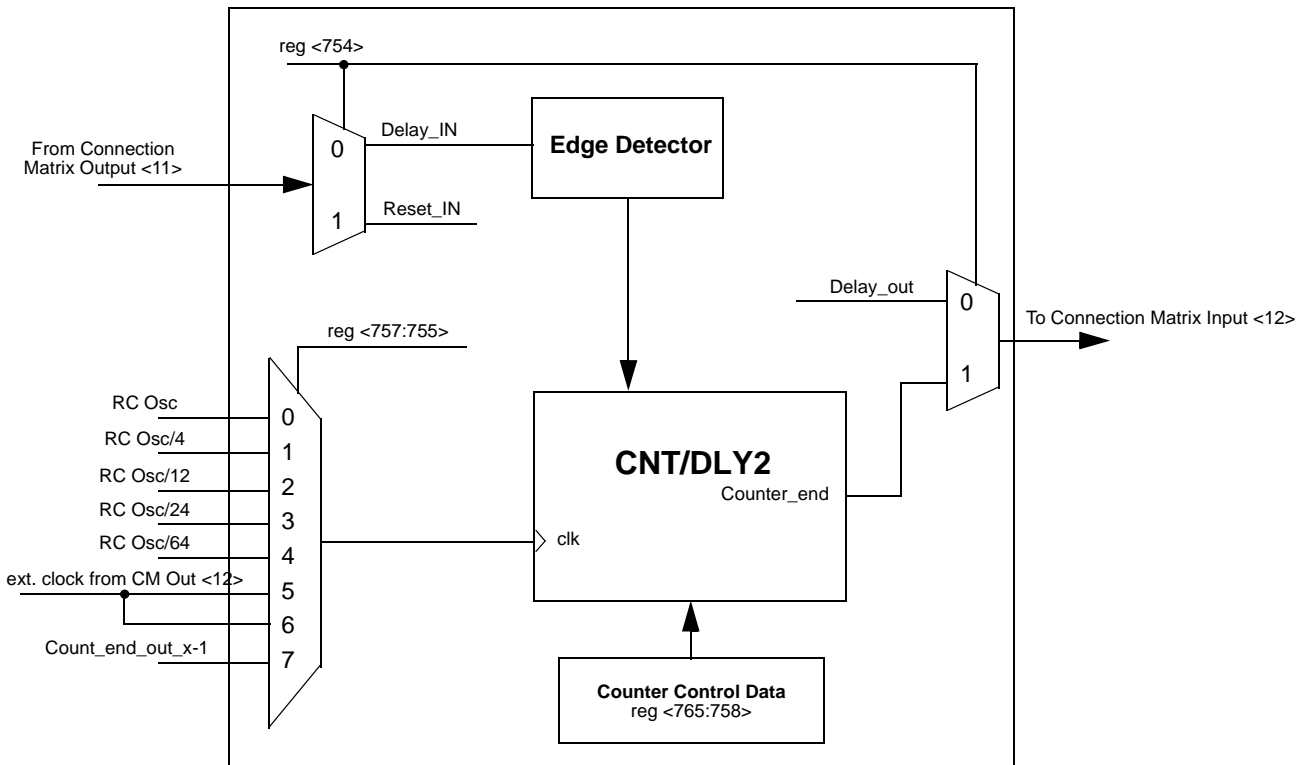 reg <754>
From Connection
Matrix Output <11>
0
1
Delay_IN
Reset_IN
Edge Detector
Delay_out
0
1
To Connection Matrix Input <12>
reg <757:755>
RC Osc
RC Osc/4
RC Osc/12
RC Osc/24
RC Osc/64
ext. clock from CM Out <12>
Count_end_out_x-1
0
1
2
3
4
5
6
7
CNT/DLY2
Counter_end
clk
Counter Control Data
reg <765:758>